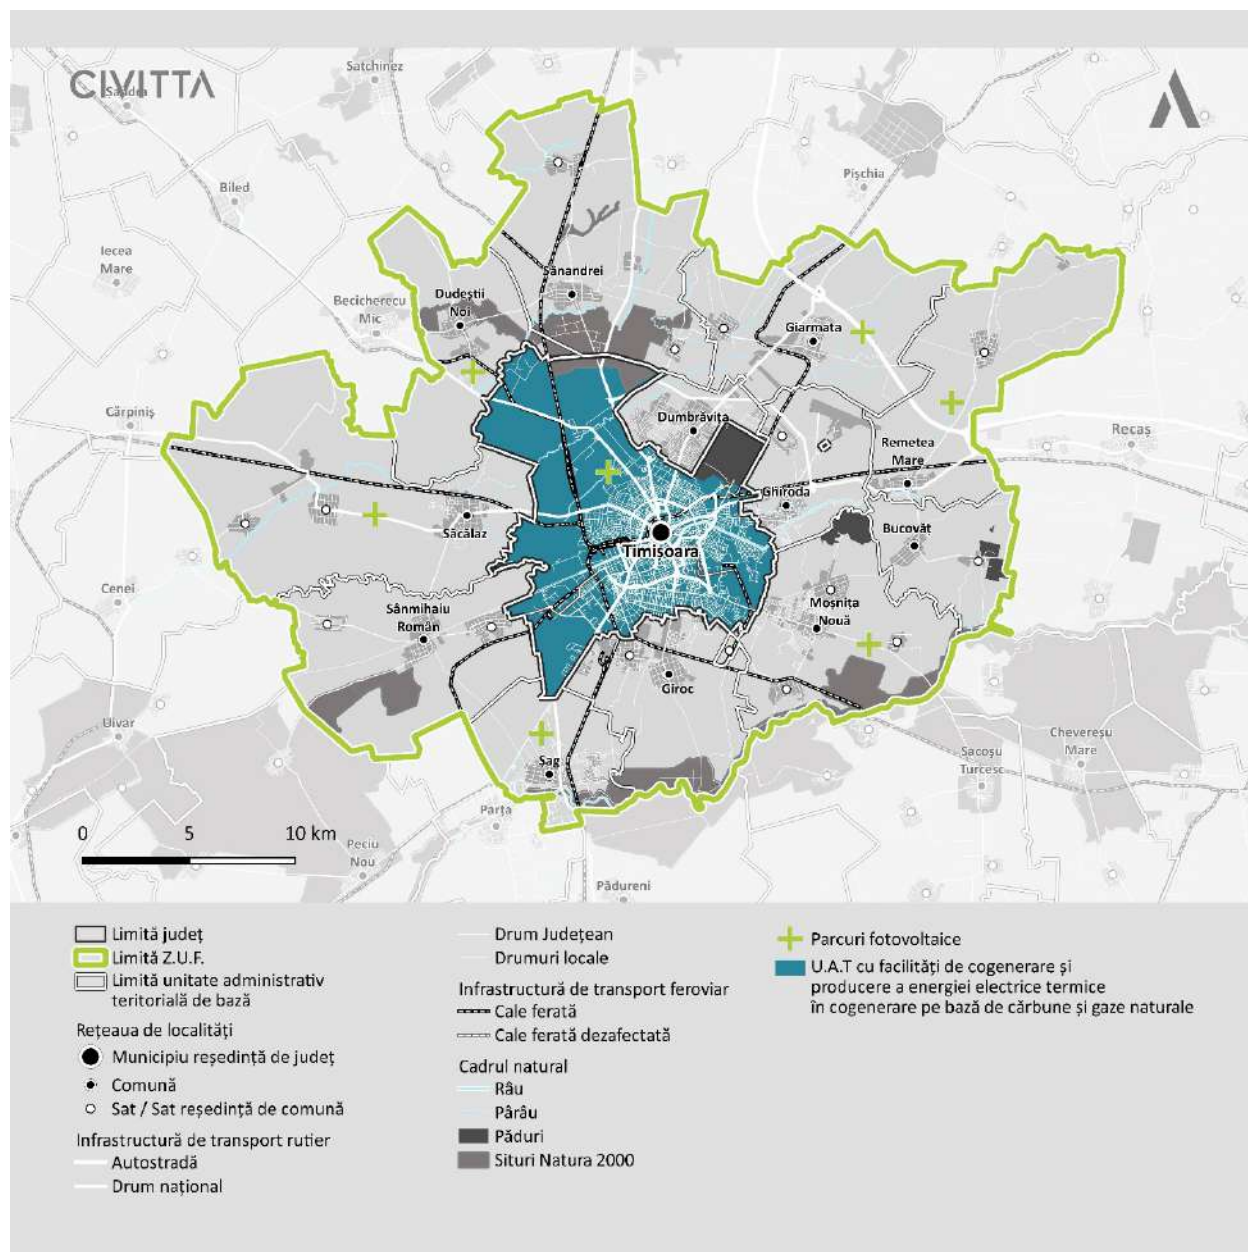 CIVITTA
Satchinez
Șandra
Pișchia
Biled
Iecea
Mare
Sânandrei
Dudeștii
Noi
Becicherecu
Mic
Giarmata
Cărpiniș
Dumbrăvița
Recaș
Remetea
Mare
Ghiroda
Săcălaz
Bucovăț
Timișoara
Cenei
Sânmihaiu
Român
Moșnița
Nouă
Giroc
Uivar
Chevereșu
Mare
Sacoșu
Turcesc
Șag
Parța
0 5 10 km
Peciu
Nou
Pădureni
Limită județ
Limită Z.U.F.
Limită unitate administrativ
teritorială de bază
Rețeaua de localități
Municipiu reședință de județ
Comună
Sat / Sat reședință de comună
Infrastructură de transport rutier
Autostradă
Drum național
Drum Județean
Drumuri locale
Infrastructură de transport feroviar
Cale ferată
Cale ferată dezafectată
Cadrul natural
Râu
Pârâu
Păduri
Situri Natura 2000
Parcuri fotovoltaice
U.A.T cu facilități de cogenerare și
producere a energiei electrice termice
în cogenerare pe bază de cărbune și gaze naturale